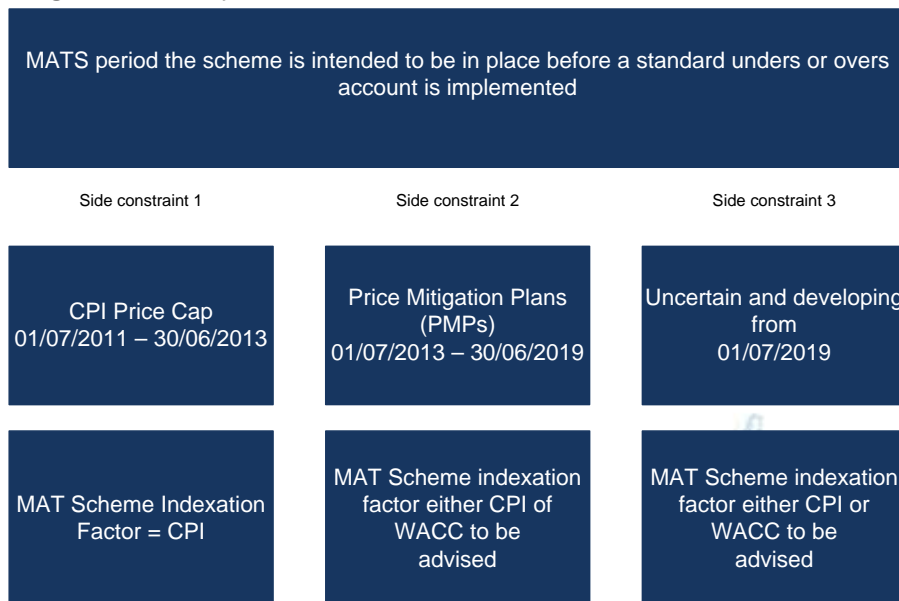 MATS period the scheme is intended to be in place before a standard unders or overs
account is implemented
Side constraint 1
Side constraint 2
Side constraint 3
CPI Price Cap
01/07/2011 – 30/06/2013
Price Mitigation Plans
(PMPs)
01/07/2013 – 30/06/2019
Uncertain and developing
from
01/07/2019
MAT Scheme Indexation
Factor = CPI
MAT Scheme indexation
factor either CPI of
WACC to be
advised
MAT Scheme indexation
factor either CPI or
WACC to be
advised